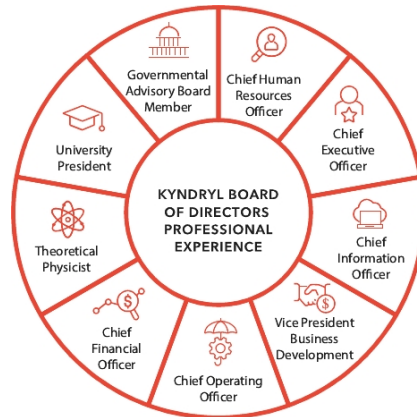 Governmental
Advisory Board
Member
Chief Human
Resources
Officer
Chief
Executive
Officer
Chief
Information
Officer
Vice President
Business
Development
Chief Operating
Officer
Chief
Financial
Officer
Theoretical
Physicist
University
President
KYNDRYL BOARD
OF DIRECTORS
PROFESSIONAL
EXPERIENCE
$
$